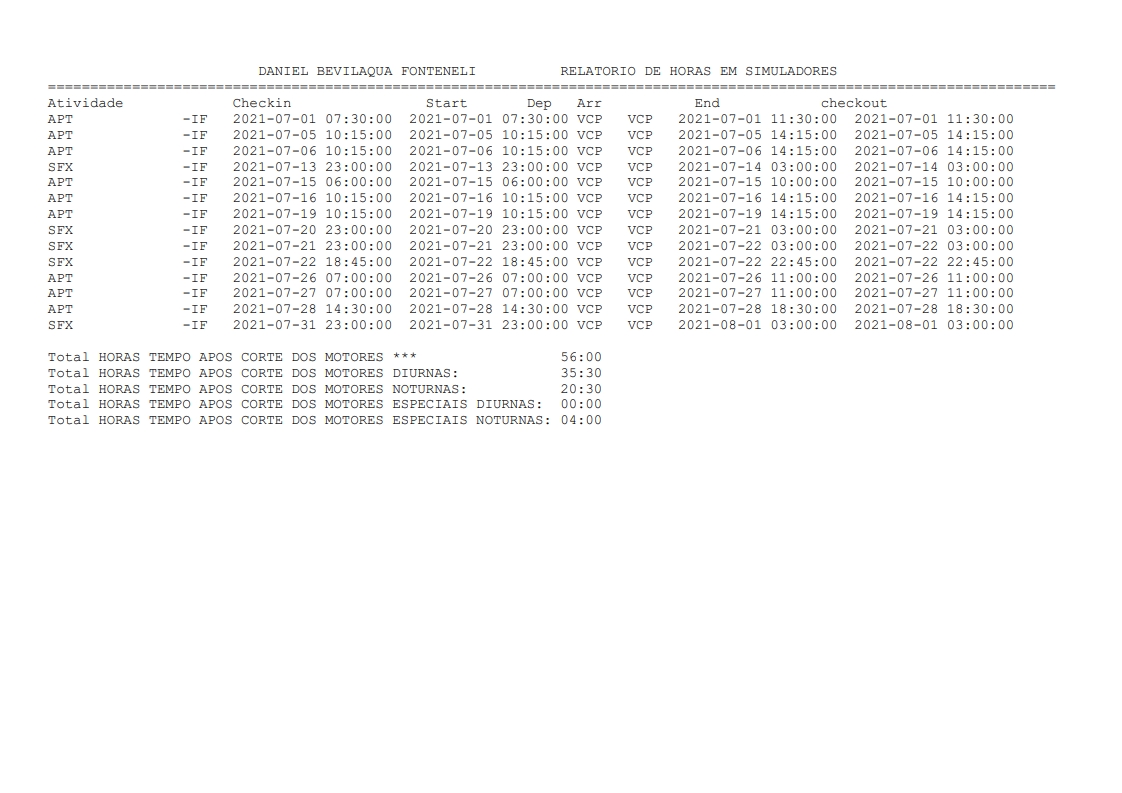 DANIEL BEVILAQUA FONTENELI          RELATORIO DE HORAS EM SIMULADORES
========================================================================================================================
Atividade             Checkin                Start       Dep   Arr           End            checkout
APT             -IF   2021-07-01 07:30:00  2021-07-01 07:30:00 VCP   VCP   2021-07-01 11:30:00  2021-07-01 11:30:00
APT             -IF   2021-07-05 10:15:00  2021-07-05 10:15:00 VCP   VCP   2021-07-05 14:15:00  2021-07-05 14:15:00
APT             -IF   2021-07-06 10:15:00  2021-07-06 10:15:00 VCP   VCP   2021-07-06 14:15:00  2021-07-06 14:15:00
SFX             -IF   2021-07-13 23:00:00  2021-07-13 23:00:00 VCP   VCP   2021-07-14 03:00:00  2021-07-14 03:00:00
APT             -IF   2021-07-15 06:00:00  2021-07-15 06:00:00 VCP   VCP   2021-07-15 10:00:00  2021-07-15 10:00:00
APT             -IF   2021-07-16 10:15:00  2021-07-16 10:15:00 VCP   VCP   2021-07-16 14:15:00  2021-07-16 14:15:00
APT             -IF   2021-07-19 10:15:00  2021-07-19 10:15:00 VCP   VCP   2021-07-19 14:15:00  2021-07-19 14:15:00
SFX             -IF   2021-07-20 23:00:00  2021-07-20 23:00:00 VCP   VCP   2021-07-21 03:00:00  2021-07-21 03:00:00
SFX             -IF   2021-07-21 23:00:00  2021-07-21 23:00:00 VCP   VCP   2021-07-22 03:00:00  2021-07-22 03:00:00
SFX             -IF   2021-07-22 18:45:00  2021-07-22 18:45:00 VCP   VCP   2021-07-22 22:45:00  2021-07-22 22:45:00
APT             -IF   2021-07-26 07:00:00  2021-07-26 07:00:00 VCP   VCP   2021-07-26 11:00:00  2021-07-26 11:00:00
APT             -IF   2021-07-27 07:00:00  2021-07-27 07:00:00 VCP   VCP   2021-07-27 11:00:00  2021-07-27 11:00:00
APT             -IF   2021-07-28 14:30:00  2021-07-28 14:30:00 VCP   VCP   2021-07-28 18:30:00  2021-07-28 18:30:00
SFX             -IF   2021-07-31 23:00:00  2021-07-31 23:00:00 VCP   VCP   2021-08-01 03:00:00  2021-08-01 03:00:00
Total HORAS TEMPO APOS CORTE DOS MOTORES ***                 56:00
Total HORAS TEMPO APOS CORTE DOS MOTORES DIURNAS:            35:30
Total HORAS TEMPO APOS CORTE DOS MOTORES NOTURNAS:           20:30
Total HORAS TEMPO APOS CORTE DOS MOTORES ESPECIAIS DIURNAS:  00:00
Total HORAS TEMPO APOS CORTE DOS MOTORES ESPECIAIS NOTURNAS: 04:00